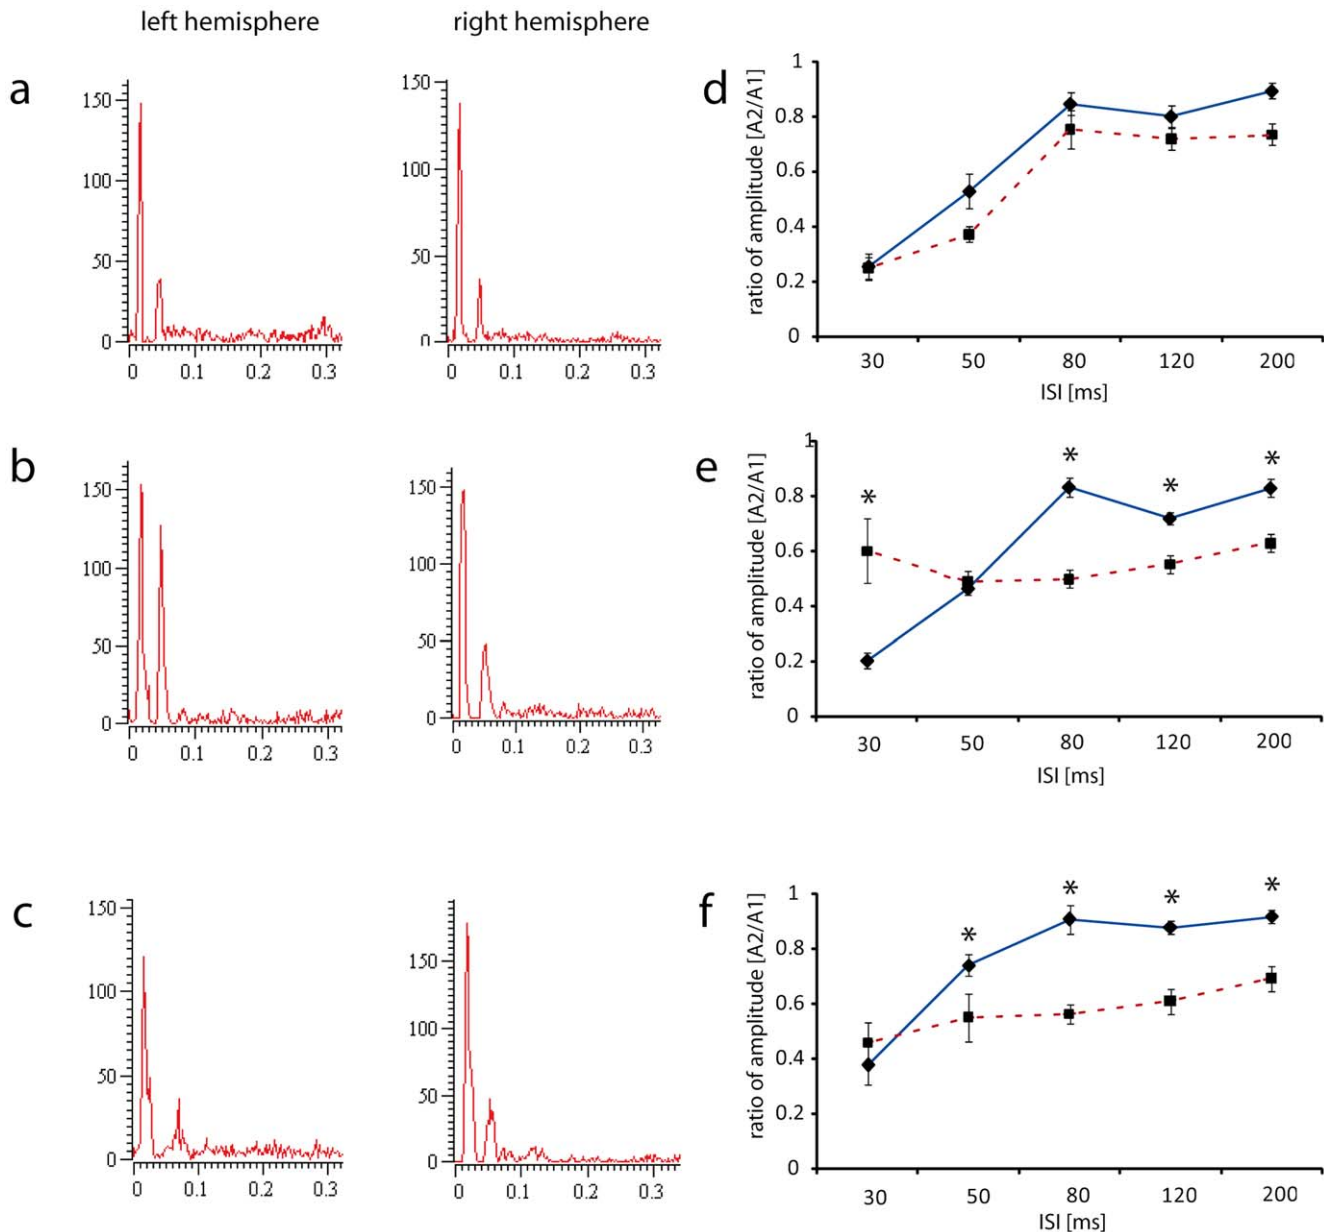 left hemisphere
right hemisphere
a
150
100
50
0
0 0.1 0.2 0.3
150
100
50
0
0 0.1 0.2 0.3
d
ratio of amplitude [A2/A1]
1
0.8
0.6
0.4
0.2
0
30 50 80 120 200
ISI [ms]
b
150
100
50
0
0 0.1 0.2 0.3
150
100
50
0
0 0.1 0.2 0.3
e
ratio of amplitude [A2/A1]
1
0.8
0.6
0.4
0.2
0
* * * *
30 50 80 120 200
ISI [ms]
c
150
100
50
0
0 0.1 0.2 0.3
150
100
50
0
0 0.1 0.2 0.3
f
ratio of amplitude [A2/A1]
1
0.8
0.6
0.4
0.2
0
* * * *
30 50 80 120 200
ISI [ms]